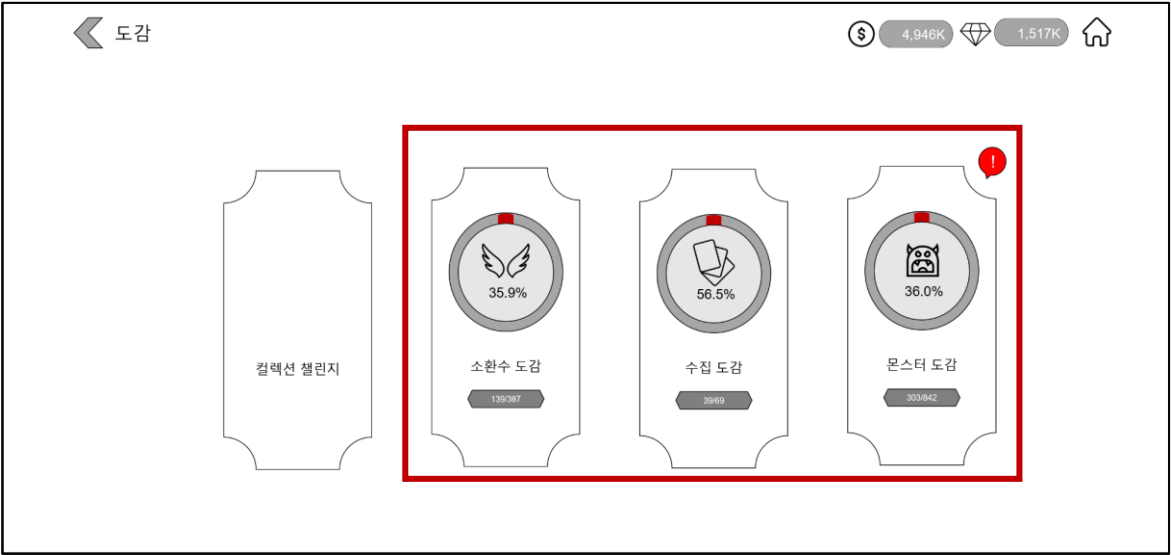 도감
4,946K
1,517K
!
컬렉션 챌린지
35.9%
소환수 도감
139/387
56.5%
수집 도감
39/69
36.0%
몬스터 도감
303/842